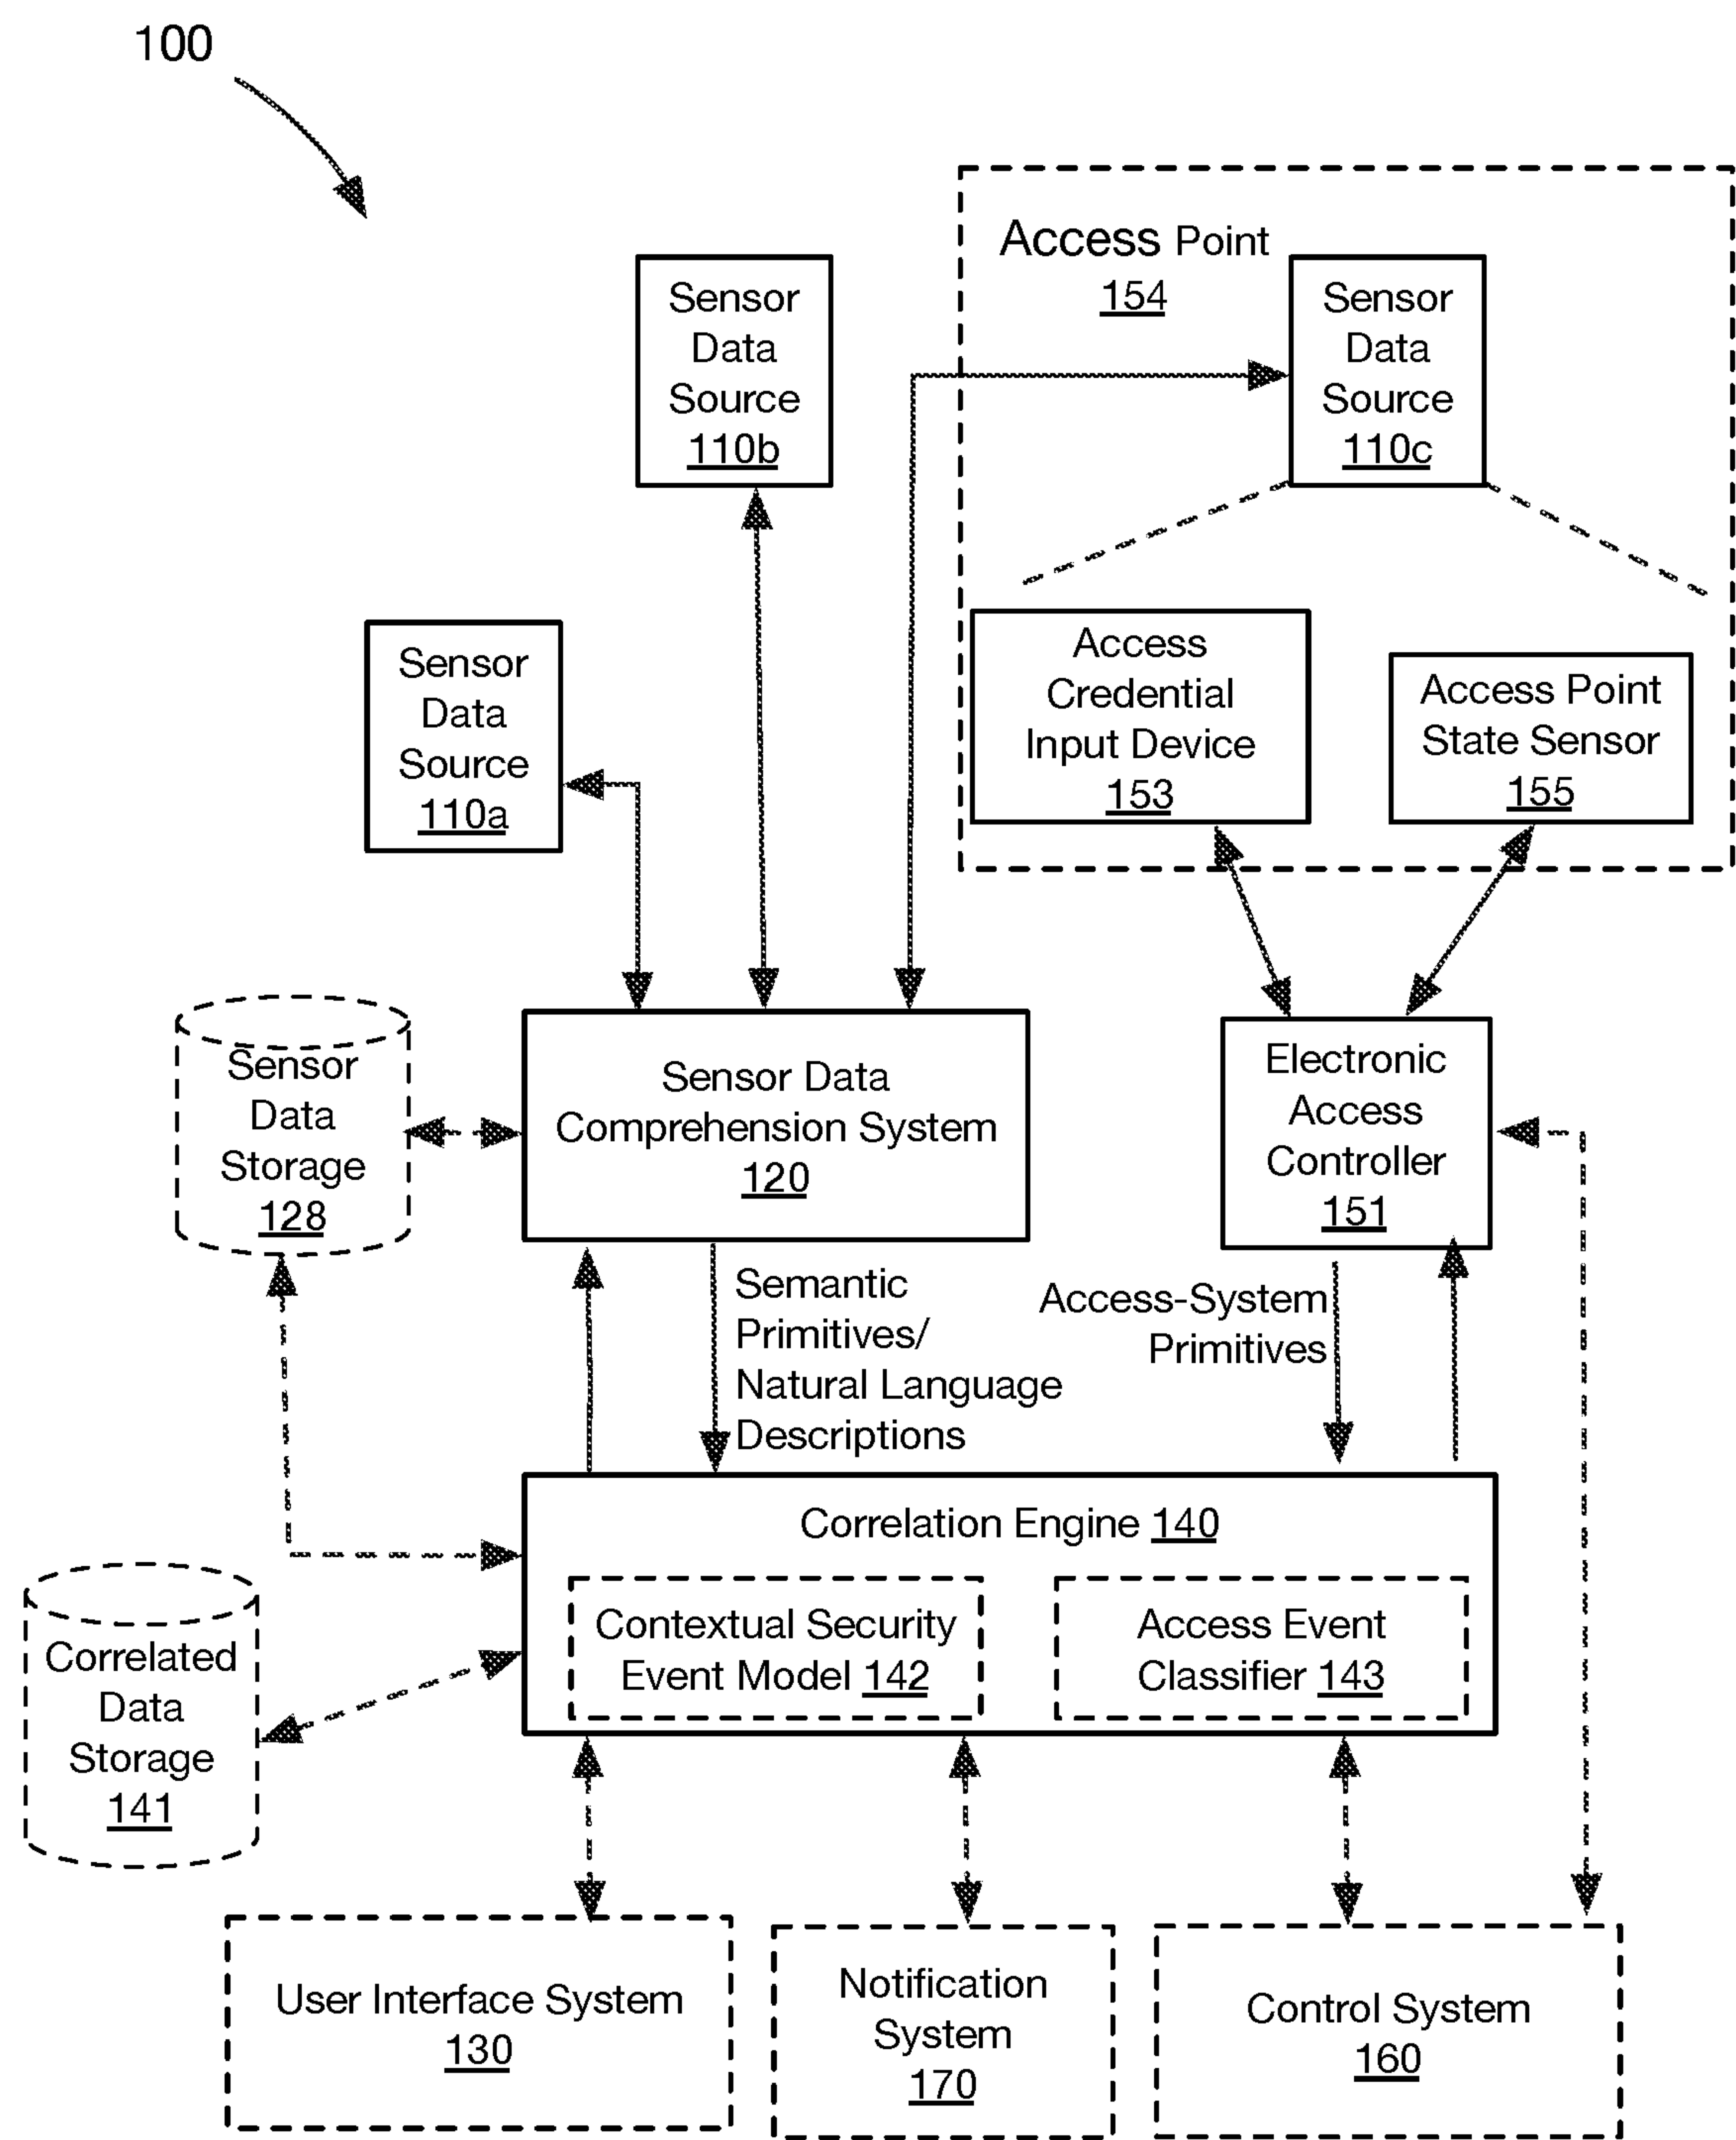 100
Access Point
154
Sensor
Data
Source
110b
Sensor
Data
Source
110c
Sensor
Data
Source
110a
Access
Credential
Input Device
153
Access Point
State Sensor
155
Sensor
Data
Storage
128
Sensor Data
Comprehension System
120
Electronic
Access
Controller
151
Semantic
Primitives/
Natural Language
Descriptions
Access-System
Primitives
Correlation Engine 140
Contextual Security
Event Model 142
Access Event
Classifier 143
Correlated
Data
Storage
141
User Interface System
130
Notification
System
170
Control System
160